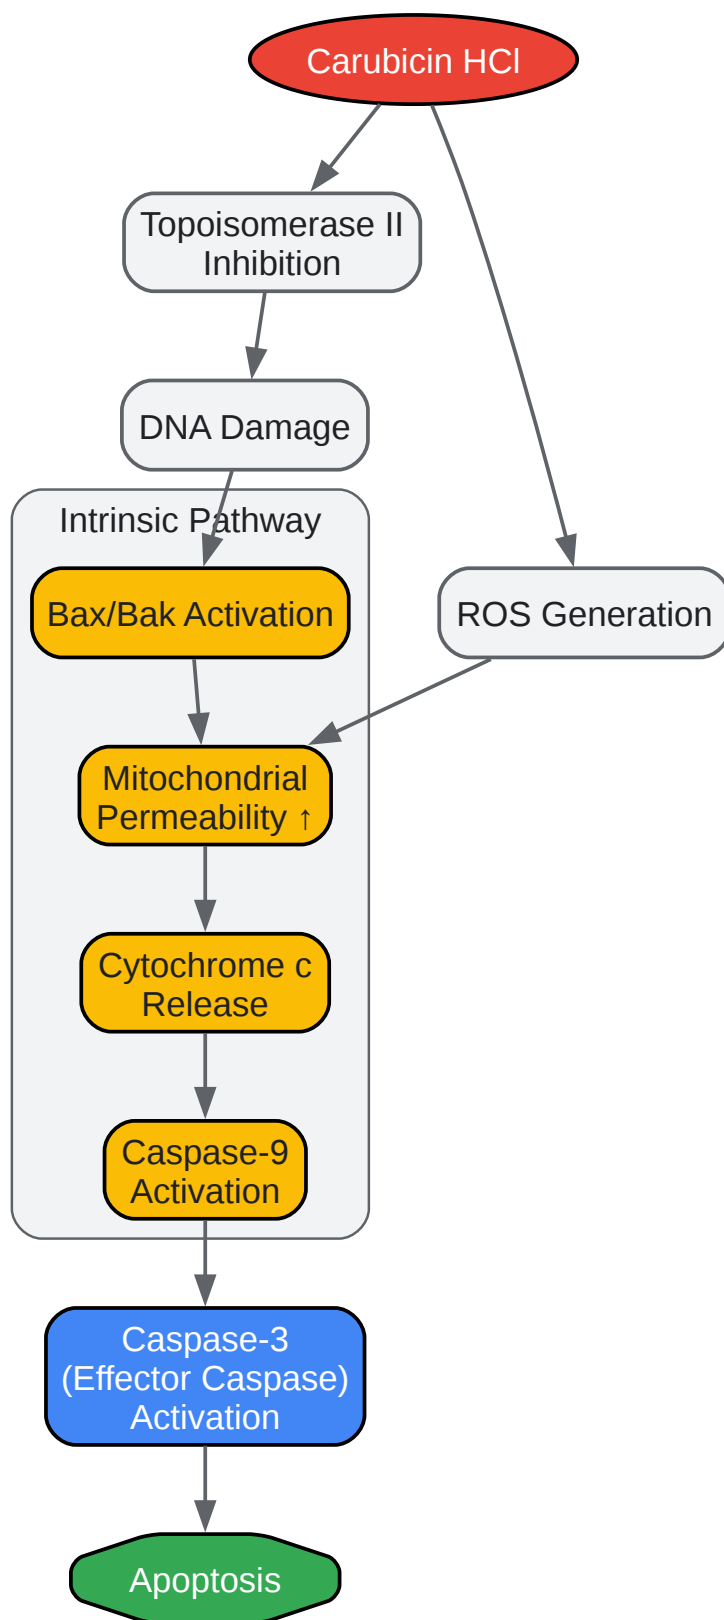 Carubicin HCl
Topoisomerase II
Inhibition
DNA Damage
Intrinsic Pathway
Bax/Bak Activation
ROS Generation
Mitochondrial
Permeability ↑
Cytochrome c
Release
Caspase-9
Activation
Caspase-3
(Effector Caspase)
Activation
Apoptosis